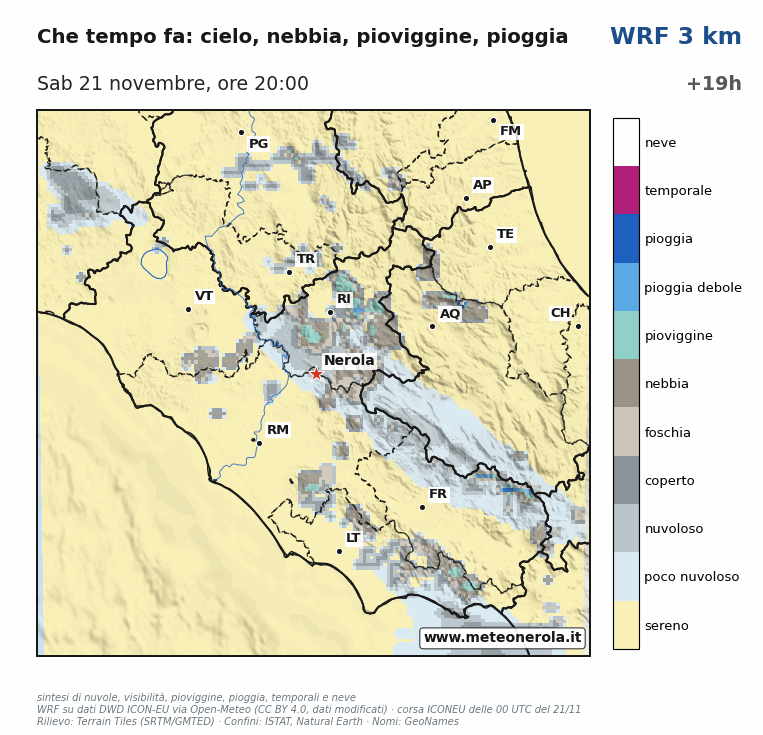 Che tempo fa: cielo, nebbia, pioviggine, pioggia
WRF 3 km
Sab 21 novembre, ore 20:00
+19h
PG
FM
AP
TE
TR
VT
RI
AQ
CH
Nerola
RM
FR
LT
www.meteonerola.it
neve
temporale
pioggia
pioggia debole
pioviggine
nebbia
foschia
coperto
nuvoloso
poco nuvoloso
sereno
sintesi di nuvole, visibilità, pioviggine, pioggia, temporali e neve
WRF su dati DWD ICON-EU via Open-Meteo (CC BY 4.0, dati modificati) · corsa ICONEU delle 00 UTC del 21/11
Rilievo: Terrain Tiles (SRTM/GMTED) · Confini: ISTAT, Natural Earth · Nomi: GeoNames